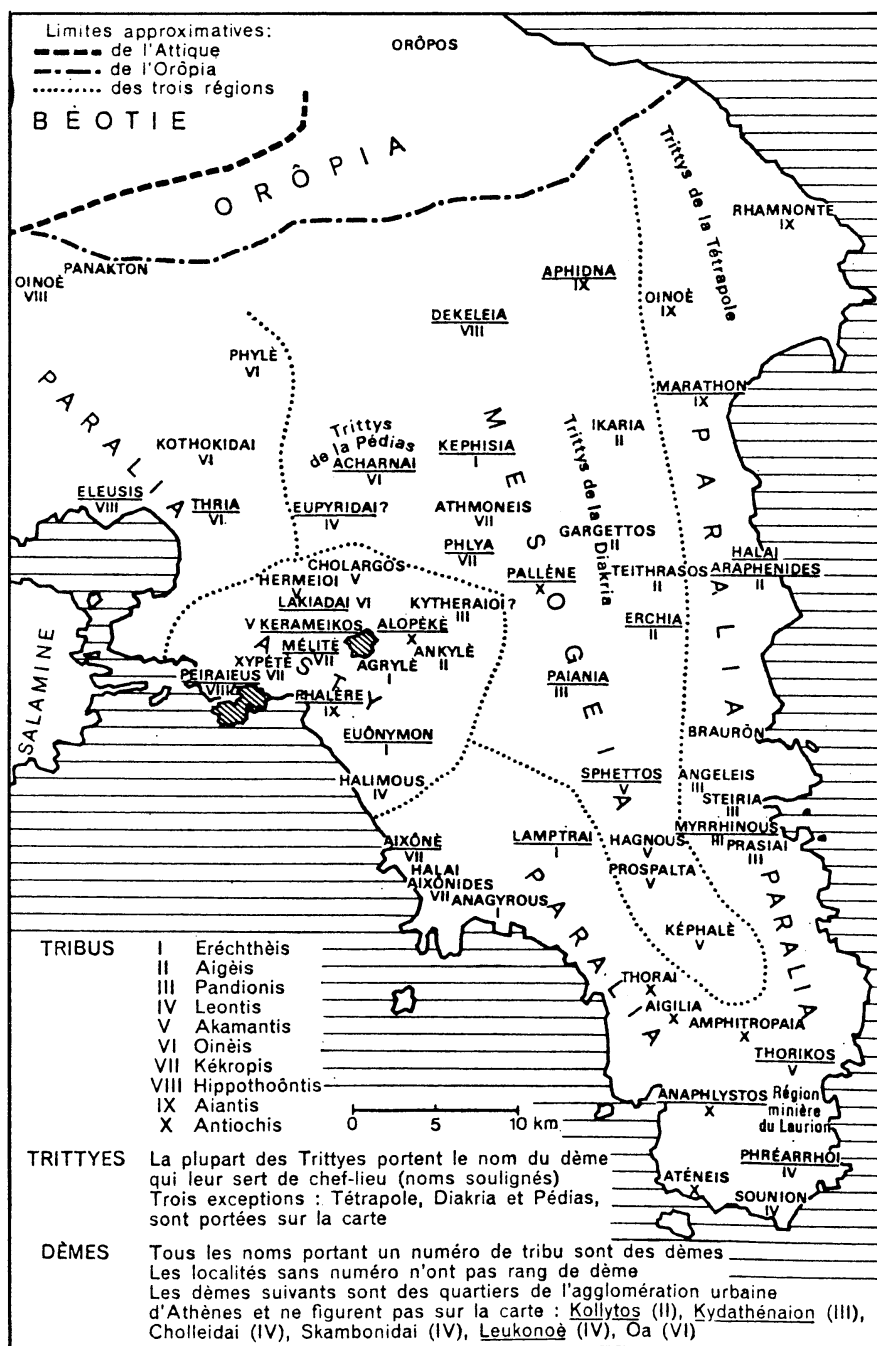 Limites approximatives:
de l'Attique
de l'Orôpia
des trois régions
BÈOTIE
ORÔPOS
ORÔPIA
Trittys
de la Tétrapole
RHAMNONTE
IX
PANAKTON
OINOÈ
VIII
APHIDNA
IX
OINOÈ
IX
DEKELEIA
VIII
PHYLÈ
VI
MARATHON
IX
PARALIA
MESOGEIA
PARALIA
Trittys
de la Pédias
ACHARNAI
VI
IKARIA
II
Trittys de la Diakria
KOTHOKIDAI
VI
KEPHISIA
I
ELEUSIS
VIII
THRIA
VI
EUPYRIDAI?
IV
ATHMONEIS
VII
GARGETTOS
II
PHLYA
VII
HALAI
ARAPHENIDES
II
CHOLARGOS
V
HERMEIOI
V
PALLÈNE
X
TEITHRASOS
II
LAKIADAI VI
KYTHERAIOI?
III
V KERAMEIKOS
ALOPÈKÈ
X
ERCHIA
II
MÉLITÈ
VII
ANKYLÈ
II
XYPÉTÈ
VII
AGRYLÈ
I
ASTY
PEIRAIEUS
VIII
PAIANIA
III
PHALÈRE
IX
SALAMINE
EUÔNYMON
I
BRAURÔN
HALIMOUS
IV
SPHETTOS
V
ANGELEIS
III
STEIRIA
III
AIXÔNÈ
VII
LAMPTRAI
I
HAGNOUS
V
MYRRHINOUS
III
PRASIAI
III
HALAI
AIXÔNIDES
VII
PROSPALTA
V
ANAGYROUS
I
PARALIA
PARALIA
KÉPHALÈ
V
THORAI
X
AIGILIA
X
AMPHITROPAIA
X
THORIKOS
V
ANAPHLYSTOS
X
Région
minière
du Laurion
PHRÉARRHÔI
IV
ATÉNEIS
X
SOUNION
IV
TRIBUS
I Eréchthèis
II Aigèis
III Pandionis
IV Leontis
V Akamantis
VI Oinèis
VII Kékropis
VIII Hippothoôntis
IX Aiantis
X Antiochis
0 5 10 km
TRITTYES La plupart des Trittyes portent le nom du dème
qui leur sert de chef-lieu (noms soulignés)
Trois exceptions : Tétrapole, Diakria et Pédias,
sont portées sur la carte
DÈMES Tous les noms portant un numéro de tribu sont des dèmes
Les localités sans numéro n'ont pas rang de dème
Les dèmes suivants sont des quartiers de l'agglomération urbaine
d'Athènes et ne figurent pas sur la carte : Kollytos (II), Kydathénaion (III),
Cholleidai (IV), Skambonidai (IV), Leukonoè (IV), Oa (VI)